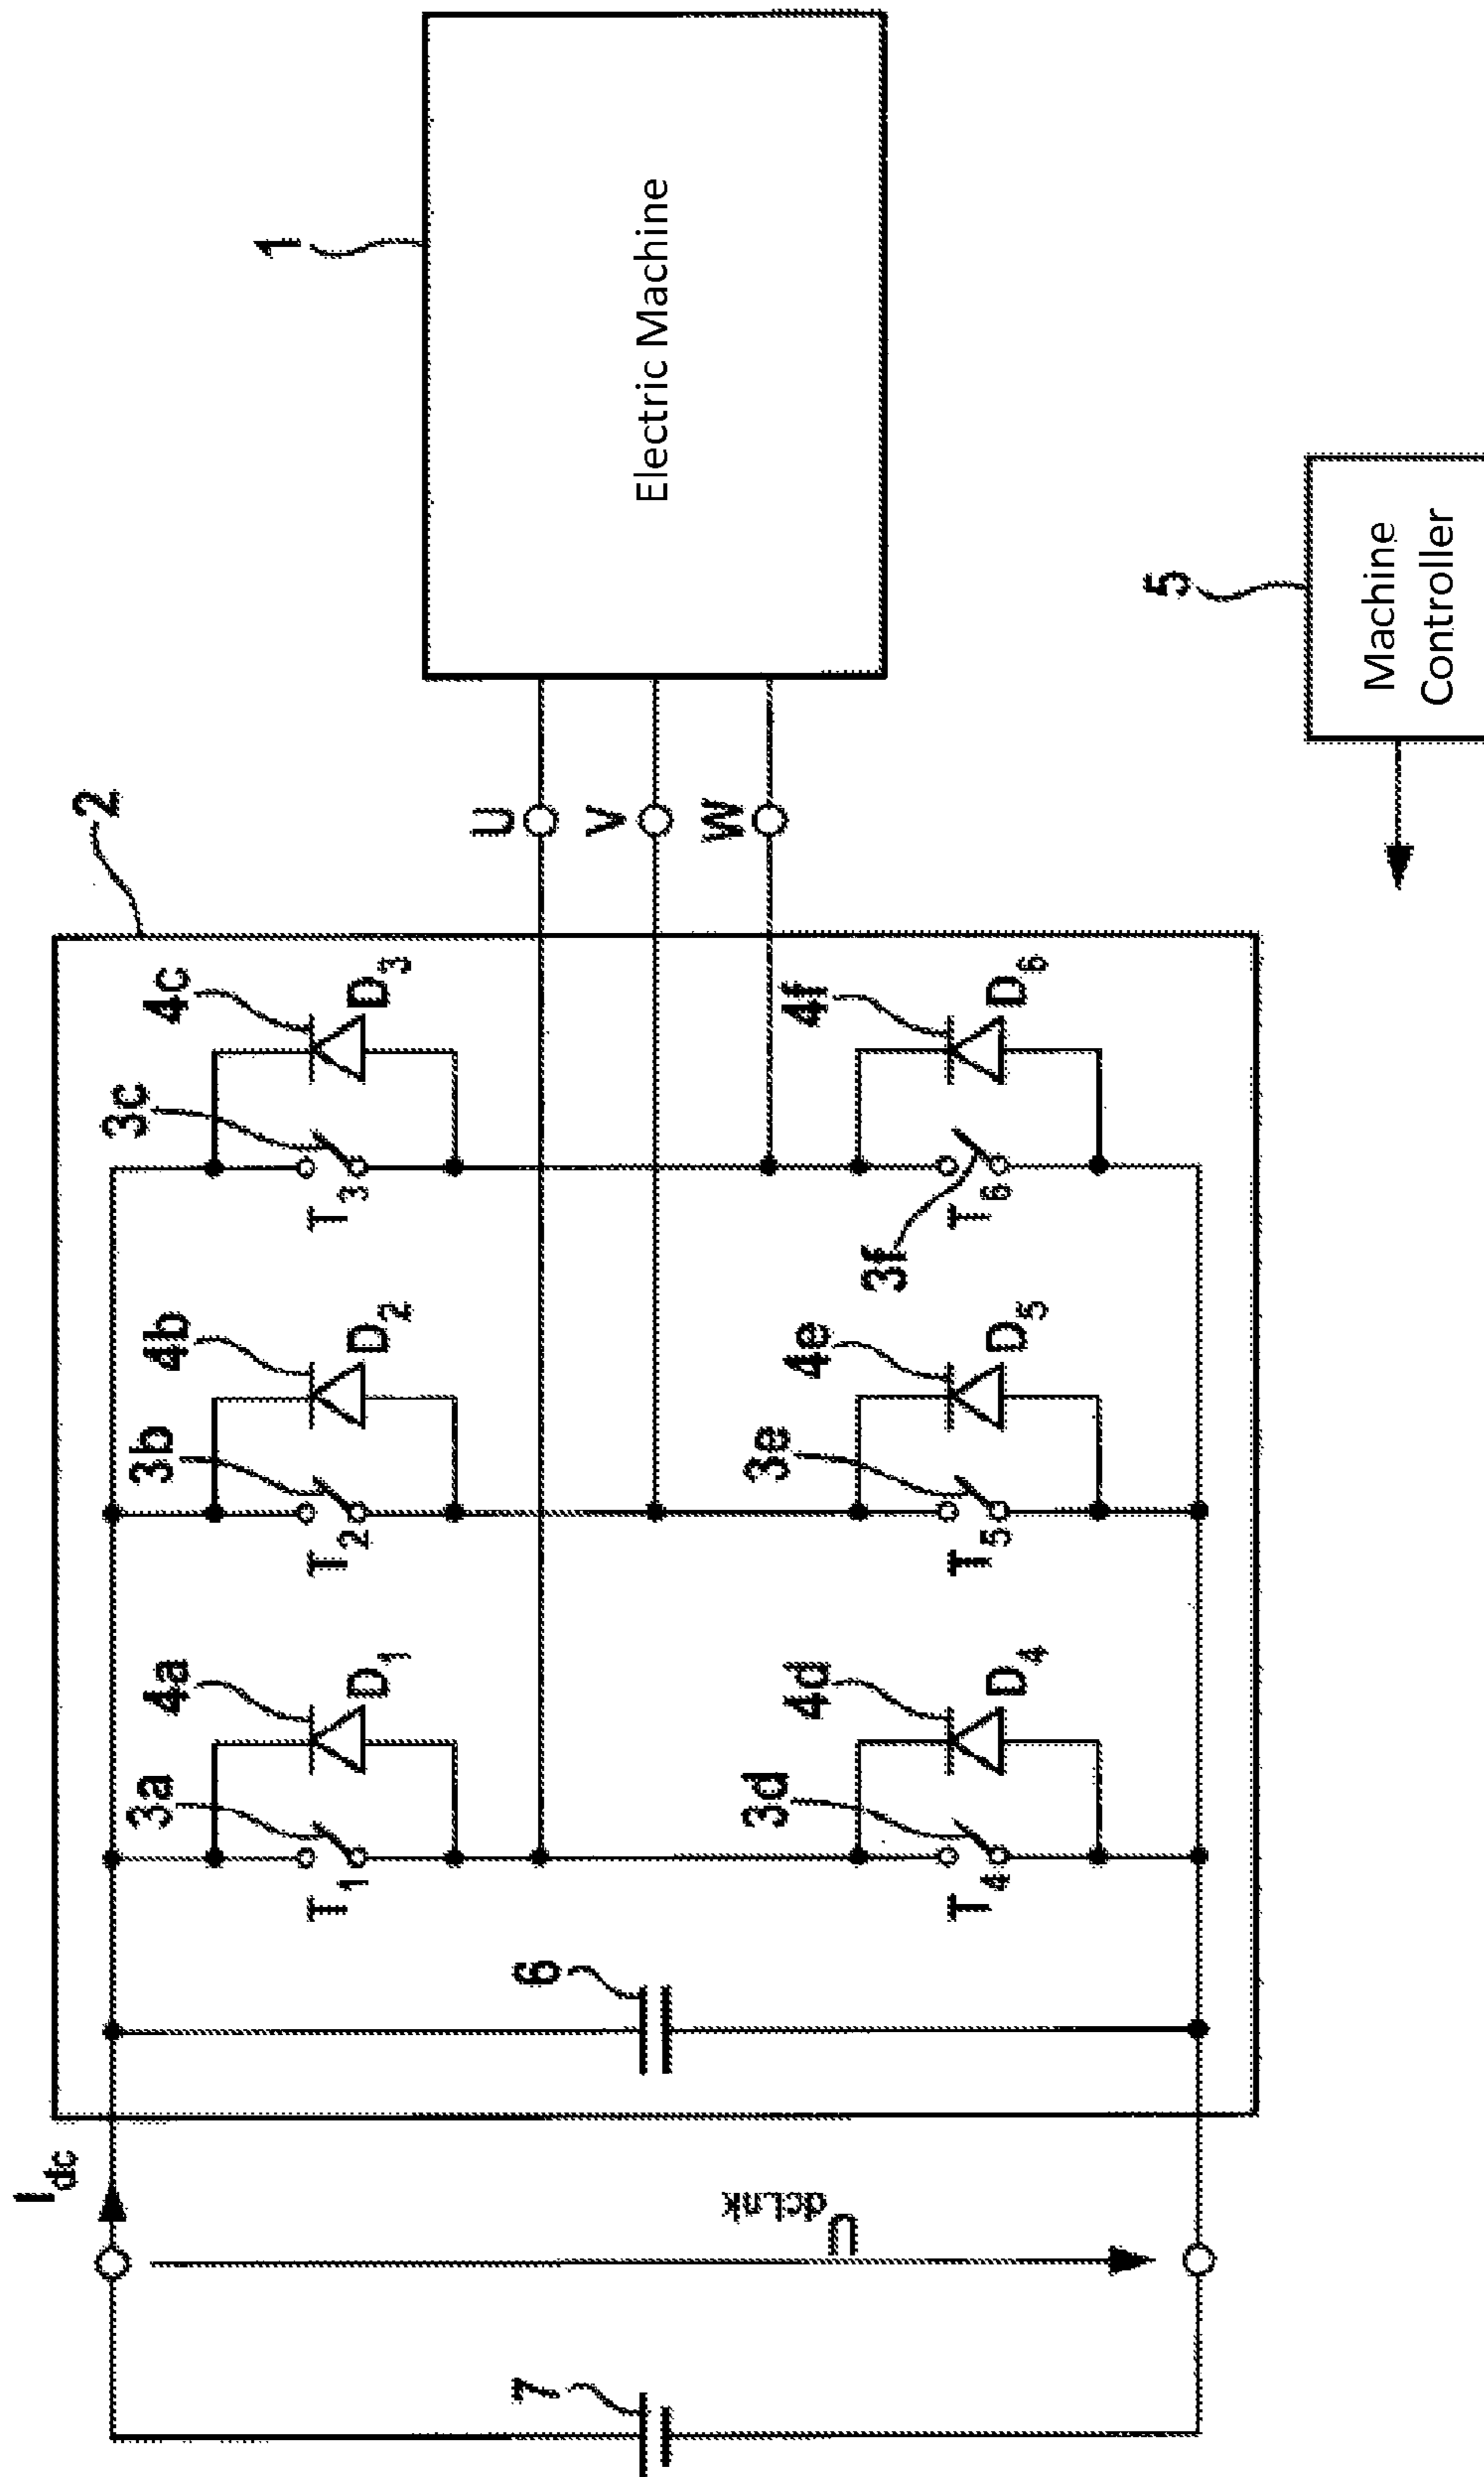 1
Electric Machine
5
Machine
Controller
2
U
V
W
4c
D3
3c
T3
4f
D6
3f
T6
4b
D2
3b
T2
4e
D5
3e
T5
4a
D1
3a
T1
4d
D4
3d
T4
6
Idc
UdcLnk
7